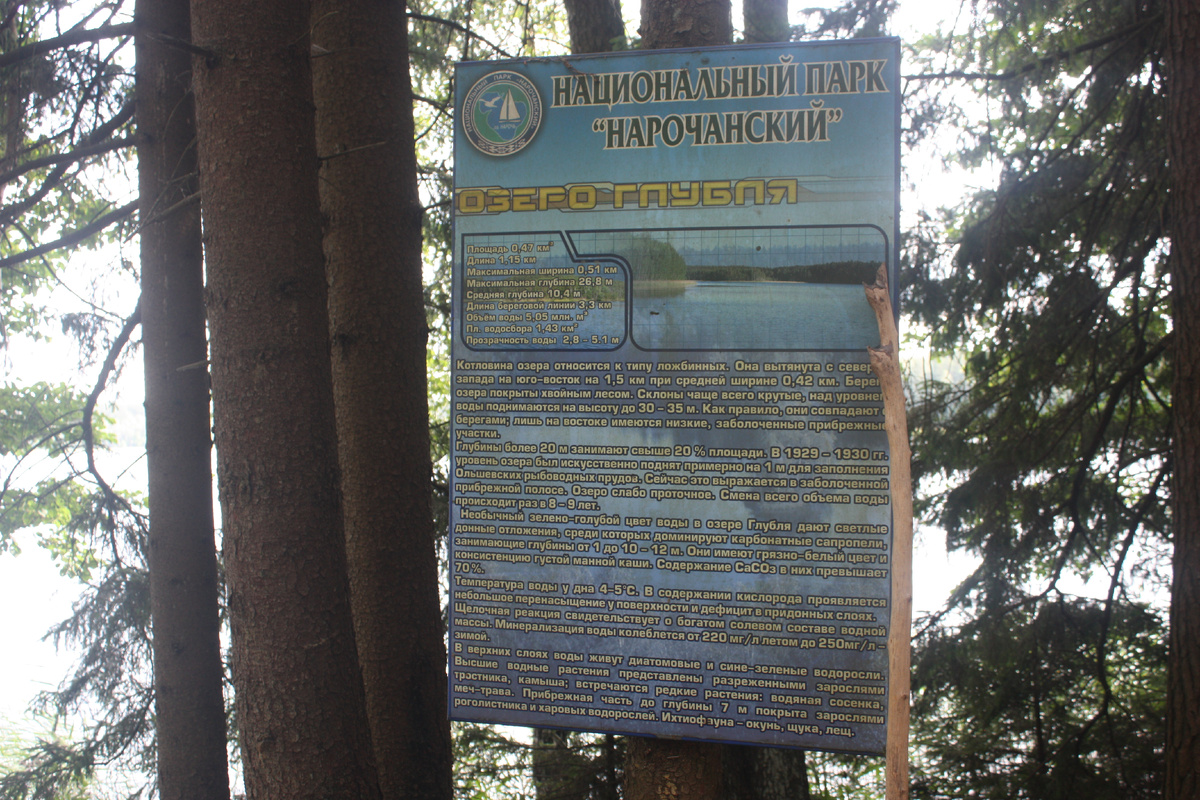 НАЦИОНАЛЬНЫЙ ПАРК
НАЦИОНАЛЬНЫЙ ПАРК
“НАРОЧАНСКИЙ”
ОЗЕРО ГЛУБЛЯ
Площадь 0,47 км²
Длина 1,15 км
Максимальная ширина 0,51 км
Максимальная глубина 26,8 м
Средняя глубина 10,4 м
Длина береговой линии 3,3 км
Объём воды 5,05 млн. м³
Пл. водосбора 1,43 км²
Прозрачность воды 2,8 - 5,1 м
Котловина озера относится к типу ложбинных. Она вытянута с север
запада на юго-восток на 1,5 км при средней ширине 0,42 км. Берег
озера покрыты хвойным лесом. Склоны чаще всего крутые, над уровнем
воды поднимаются на высоту до 30 - 35 м. Как правило, они совпадают
берегами; лишь на востоке имеются низкие, заболоченные прибрежные
участки.
Глубины более 20 м занимают свыше 20 % площади. В 1929 - 1930 гг.
уровень озера был искусственно поднят примерно на 1 м для заполнения
Ольшевских рыбоводных прудов. Сейчас это выражается в заболоченной
прибрежной полосе. Озеро слабо проточное. Смена всего объема воды
происходит раз в 8 - 9 лет.
Необычный зелено-голубой цвет воды в озере Глубля дают светлые
донные отложения, среди которых доминируют карбонатные сапропели,
занимающие глубины от 1 до 10 - 12 м. Они имеют грязно-белый цвет и
консистенцию густой манной каши. Содержание CaCO₃ в них превышает
70%.
Температура воды у дна 4-5°С. В содержании кислорода проявляется
небольшое перенасыщение у поверхности и дефицит в придонных слоях.
Щелочная реакция свидетельствует о богатом солевом составе водной
массы. Минерализация воды колеблется от 220 мг/л летом до 250мг/л -
зимой.
В верхних слоях воды живут диатомовые и сине-зеленые водоросли.
Высшие водные растения представлены разреженными зарослями
тростника, камыша; встречаются редкие растения: водяная сосенка,
меч-трава. Прибрежная часть до глубины 7 м покрыта зарослями
роголистника и харовых водорослей. Ихтиофауна - окунь, щука, лещ.